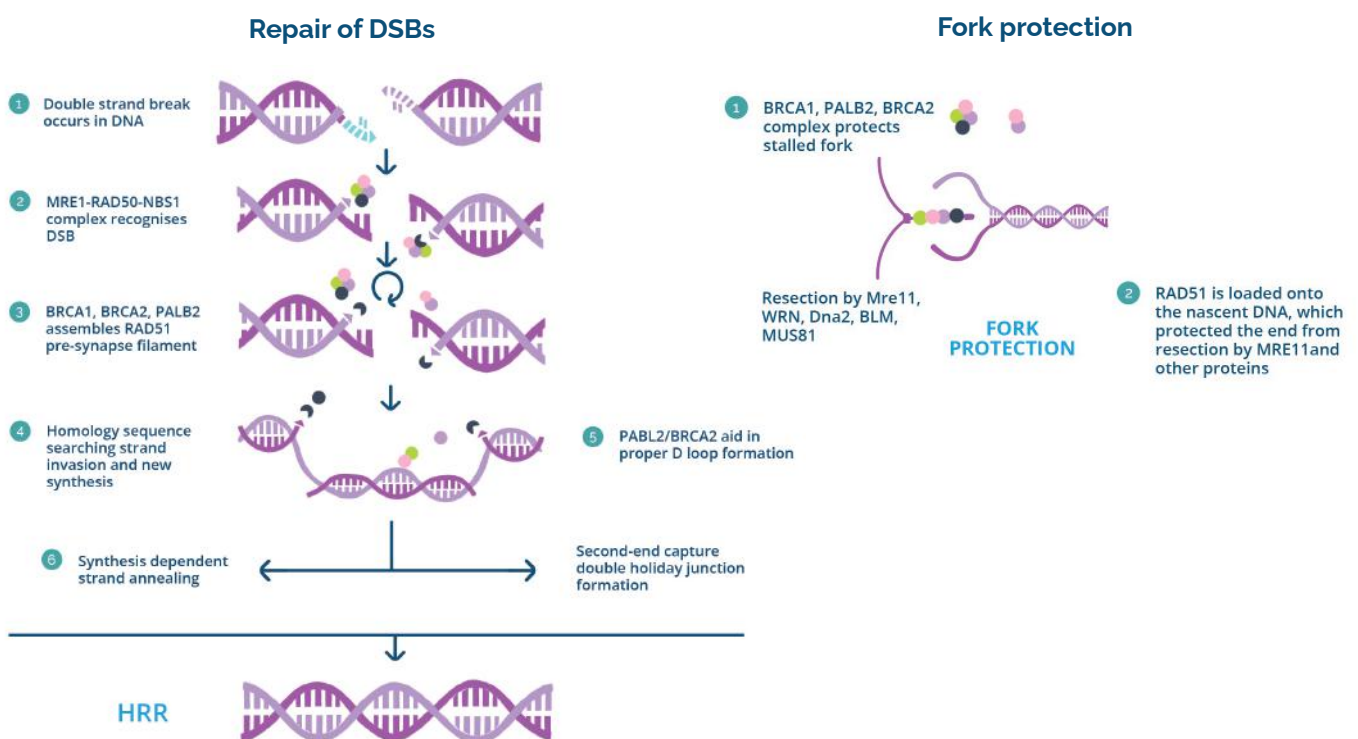 Repair of DSBs
1
Double strand break
occurs in DNA
2
MRE1-RAD50-NBS1
complex recognises
DSB
3
BRCA1, BRCA2, PALB2
assembles RAD51
pre-synapse filament
4
Homology sequence
searching strand
invasion and new
synthesis
5
PABL2/BRCA2 aid in
proper D loop formation
6
Synthesis dependent
strand annealing
Second-end capture
double holiday junction
formation
HRR
Fork protection
1
BRCA1, PALB2, BRCA2
complex protects
stalled fork
Resection by Mre11,
WRN, Dna2, BLM,
MUS81
FORK
PROTECTION
2
RAD51 is loaded onto
the nascent DNA, which
protected the end from
resection by MRE11and
other proteins